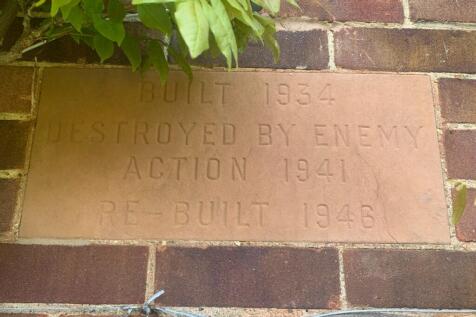 BUILT 1934
DESTROYED BY ENEMY
ACTION 1941
RE-BUILT 1946